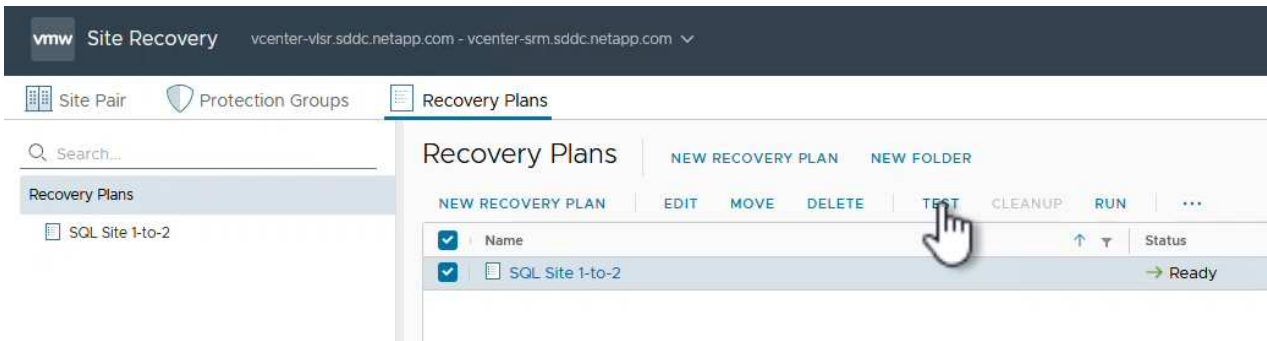 vmw Site Recovery vcenter-vlsr.sddc.netapp.com - vcenter-srm.sddc.netapp.com
Site Pair Protection Groups Recovery Plans
Search...
Recovery Plans
SQL Site 1-to-2
Recovery Plans NEW RECOVERY PLAN NEW FOLDER
NEW RECOVERY PLAN EDIT MOVE DELETE TEST CLEANUP RUN ...
Name Status
SQL Site 1-to-2 Ready